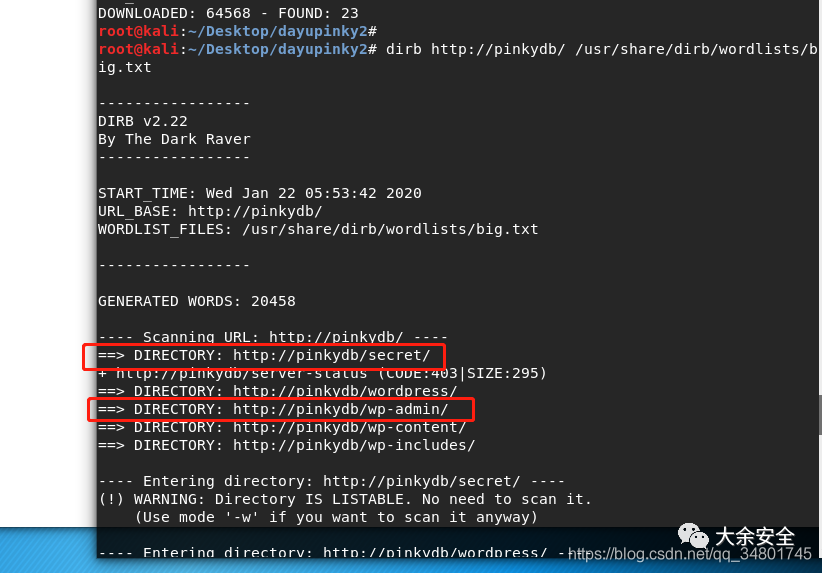 DOWNLOADED: 64568 - FOUND: 23
root@kali:~/Desktop/dayupinky2#
root@kali:~/Desktop/dayupinky2# dirb http://pinkydb/ /usr/share/dirb/wordlists/b
ig.txt
-----------------
DIRB v2.22
By The Dark Raver
-----------------
START_TIME: Wed Jan 22 05:53:42 2020
URL_BASE: http://pinkydb/
WORDLIST_FILES: /usr/share/dirb/wordlists/big.txt
-----------------
GENERATED WORDS: 20458
---- Scanning URL: http://pinkydb/ ----
==> DIRECTORY: http://pinkydb/secret/
+ http://pinkydb/server-status (CODE:403|SIZE:295)
==> DIRECTORY: http://pinkydb/wordpress/
==> DIRECTORY: http://pinkydb/wp-admin/
==> DIRECTORY: http://pinkydb/wp-content/
==> DIRECTORY: http://pinkydb/wp-includes/
---- Entering directory: http://pinkydb/secret/ ----
(!) WARNING: Directory IS LISTABLE. No need to scan it.
(Use mode '-w' if you want to scan it anyway)
---- Entering directory: http://pinkydb/wordpress/ ----
大余安全
https://blog.csdn.net/qq_34801745